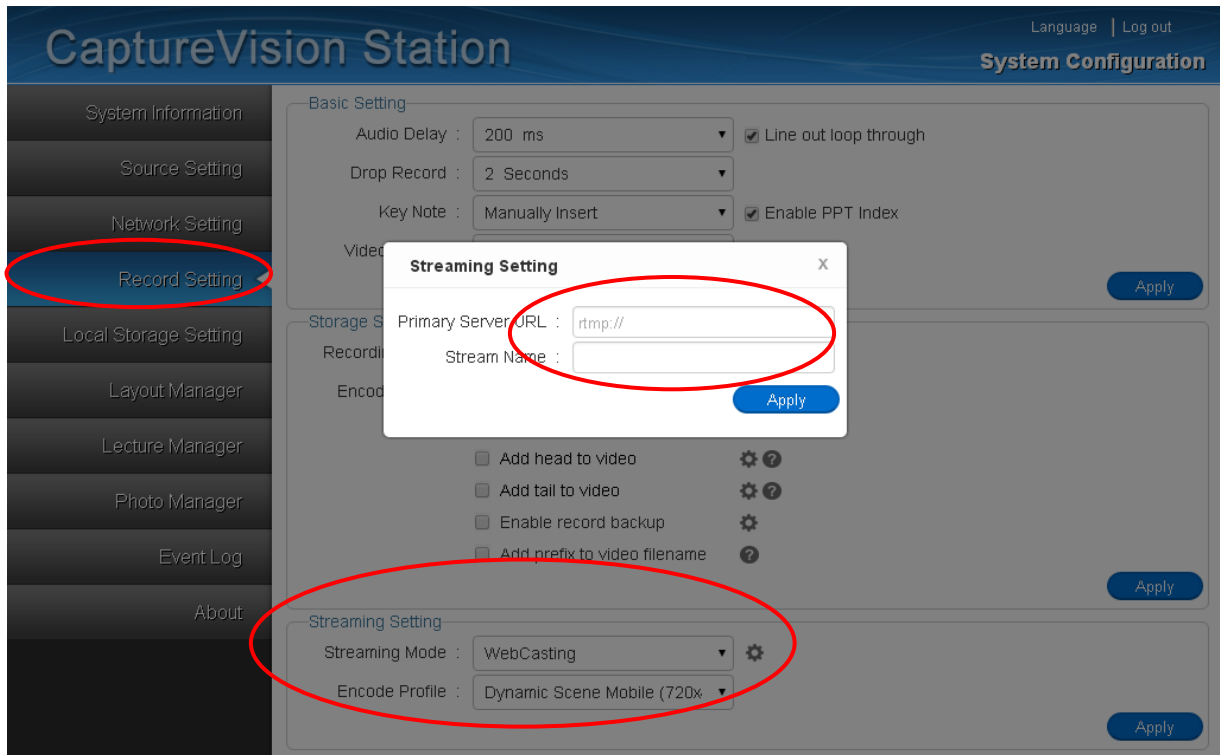 Language | Log out
CaptureVision Station
System Configuration
System Information
Source Setting
Network Setting
Record Setting
Local Storage Setting
Layout Manager
Lecture Manager
Photo Manager
Event Log
About
Basic Setting
Audio Delay : 200 ms Line out loop through
Drop Record : 2 Seconds
Key Note : Manually Insert Enable PPT Index
Video
Apply
Streaming Setting X
Primary Server URL : rtmp://
Stream Name :
Apply
Storage S
Recordi
Encod
Add head to video
Add tail to video
Enable record backup
Add prefix to video filename
Apply
Streaming Setting
Streaming Mode : WebCasting
Encode Profile : Dynamic Scene Mobile (720x
Apply